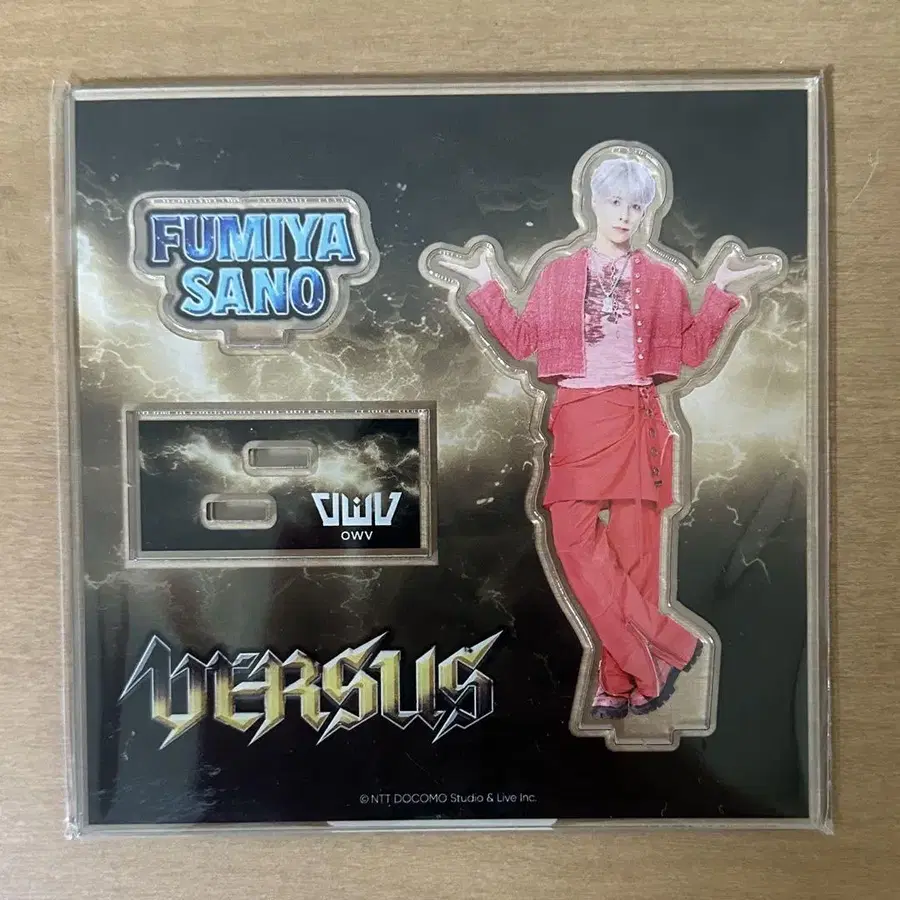 FUMIYA
SANO
OWV
OWV
VERSUS
© NTT DOCOMO Studio & Live Inc.